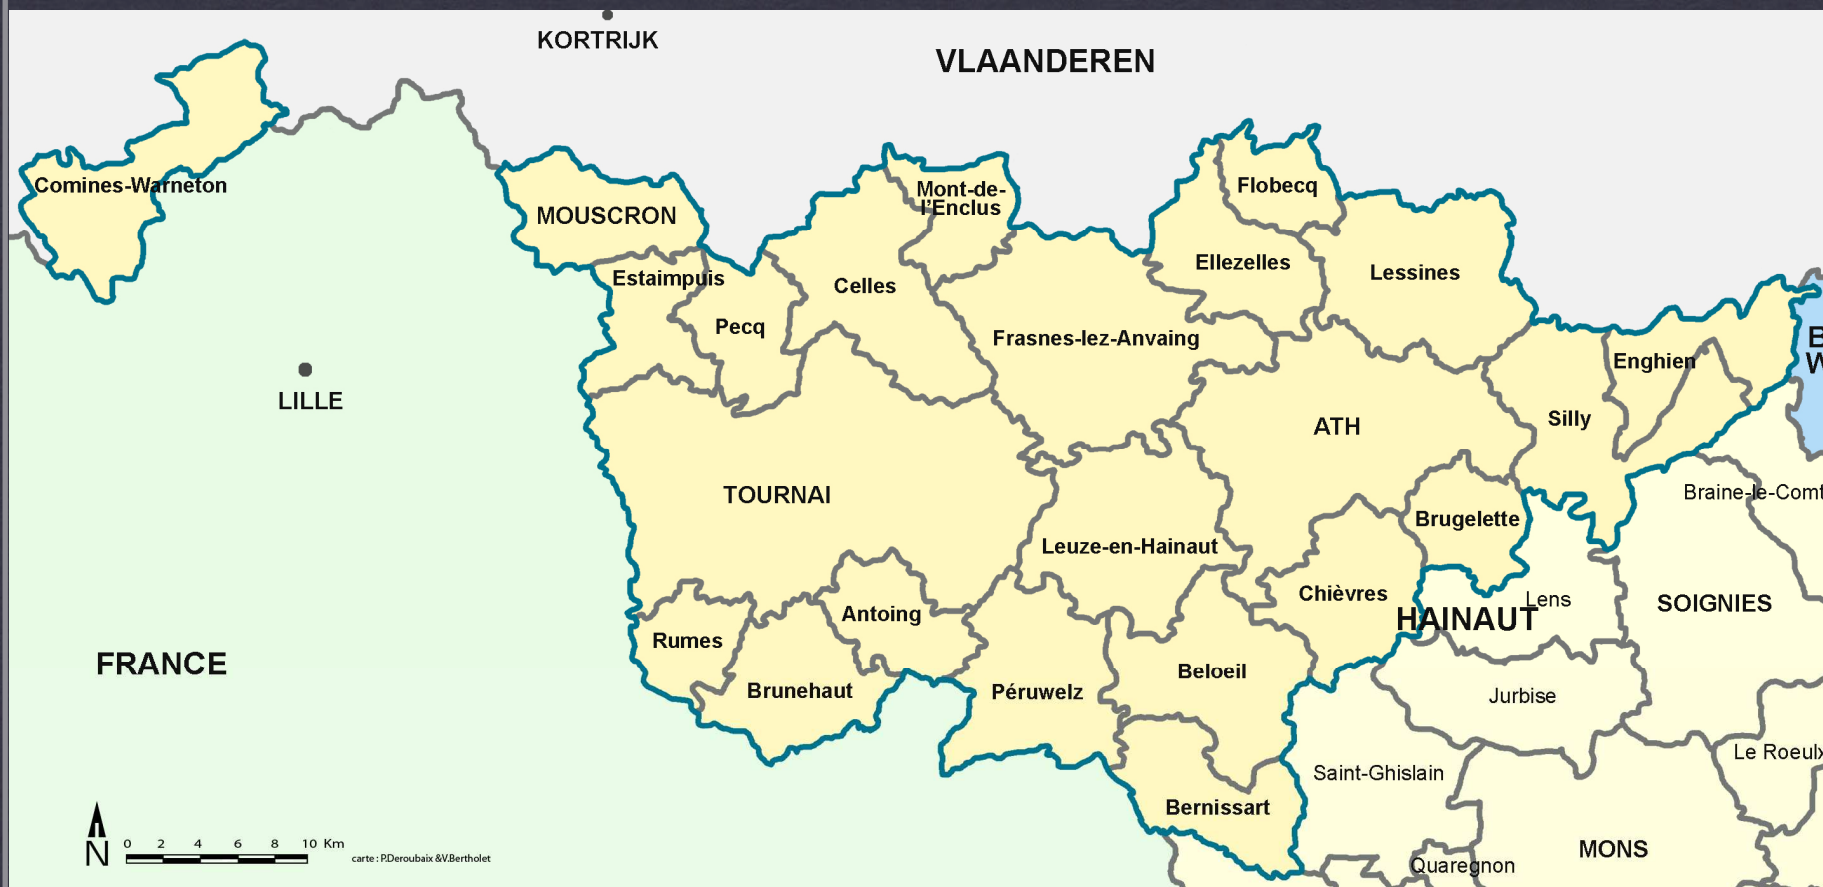 KORTRIJK
VLAANDEREN
Comines-Warneton
MOUSCRON
Mont-de-
l'Enclus
Flobecq
Estaimpuis
Celles
Ellezelles
Lessines
Pecq
Frasnes-lez-Anvaing
B
W
Enghien
LILLE
Silly
ATH
TOURNAI
Braine-le-Comt
Brugelette
Leuze-en-Hainaut
Chièvres
Lens
HAINAUT
SOIGNIES
Antoing
Rumes
FRANCE
Beloeil
Brunehaut
Péruwelz
Jurbise
Le Roeulx
Saint-Ghislain
Bernissart
MONS
Quaregnon
N
0 2 4 6 8 10 Km
carte : P.Deroubaix &V.Bertholet